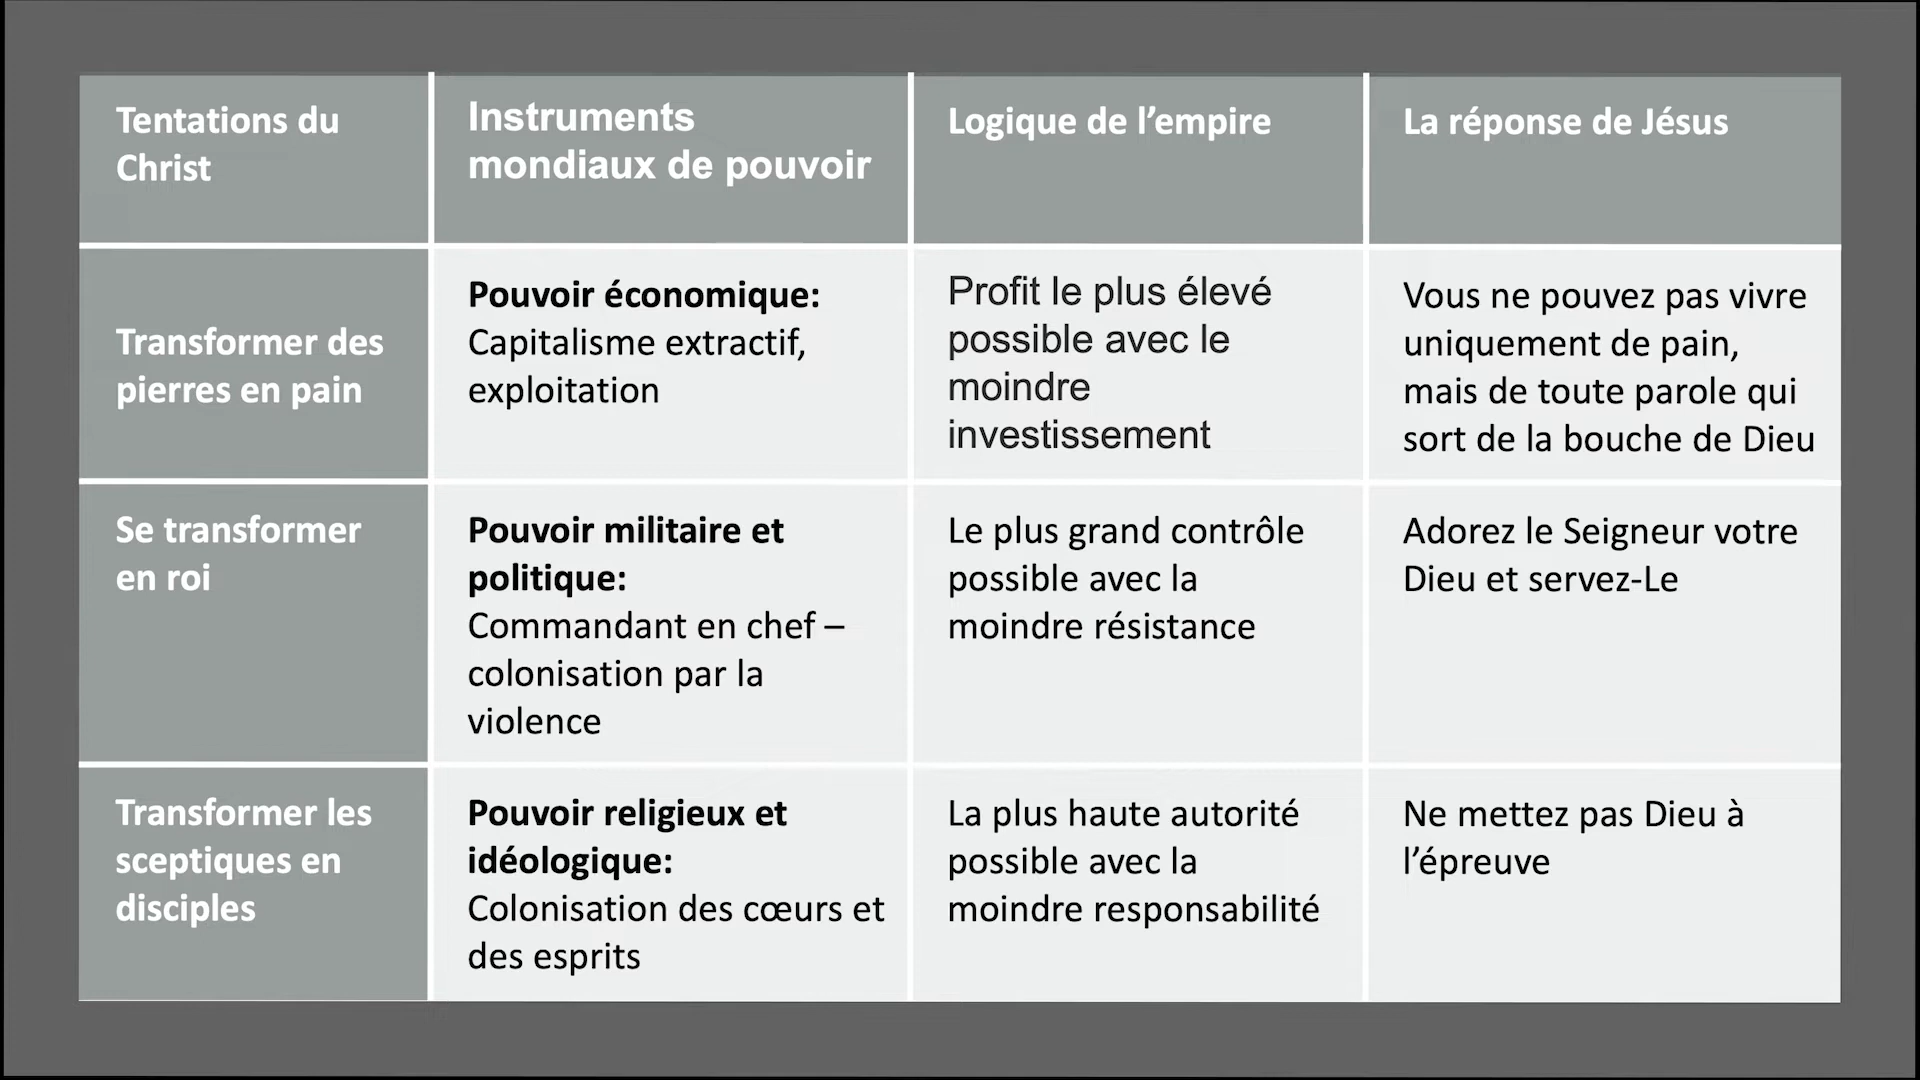 Tentations du
Christ
Instruments
mondiaux de pouvoir
Logique de l’empire
La réponse de Jésus
Transformer des
pierres en pain
Pouvoir économique:
Capitalisme extractif,
exploitation
Profit le plus élevé
possible avec le
moindre
investissement
Vous ne pouvez pas vivre
uniquement de pain,
mais de toute parole qui
sort de la bouche de Dieu
Se transformer
en roi
Pouvoir militaire et
politique:
Commandant en chef –
colonisation par la
violence
Le plus grand contrôle
possible avec la
moindre résistance
Adorez le Seigneur votre
Dieu et servez-Le
Transformer les
sceptiques en
disciples
Pouvoir religieux et
idéologique:
Colonisation des cœurs et
des esprits
La plus haute autorité
possible avec la
moindre responsabilité
Ne mettez pas Dieu à
l’épreuve